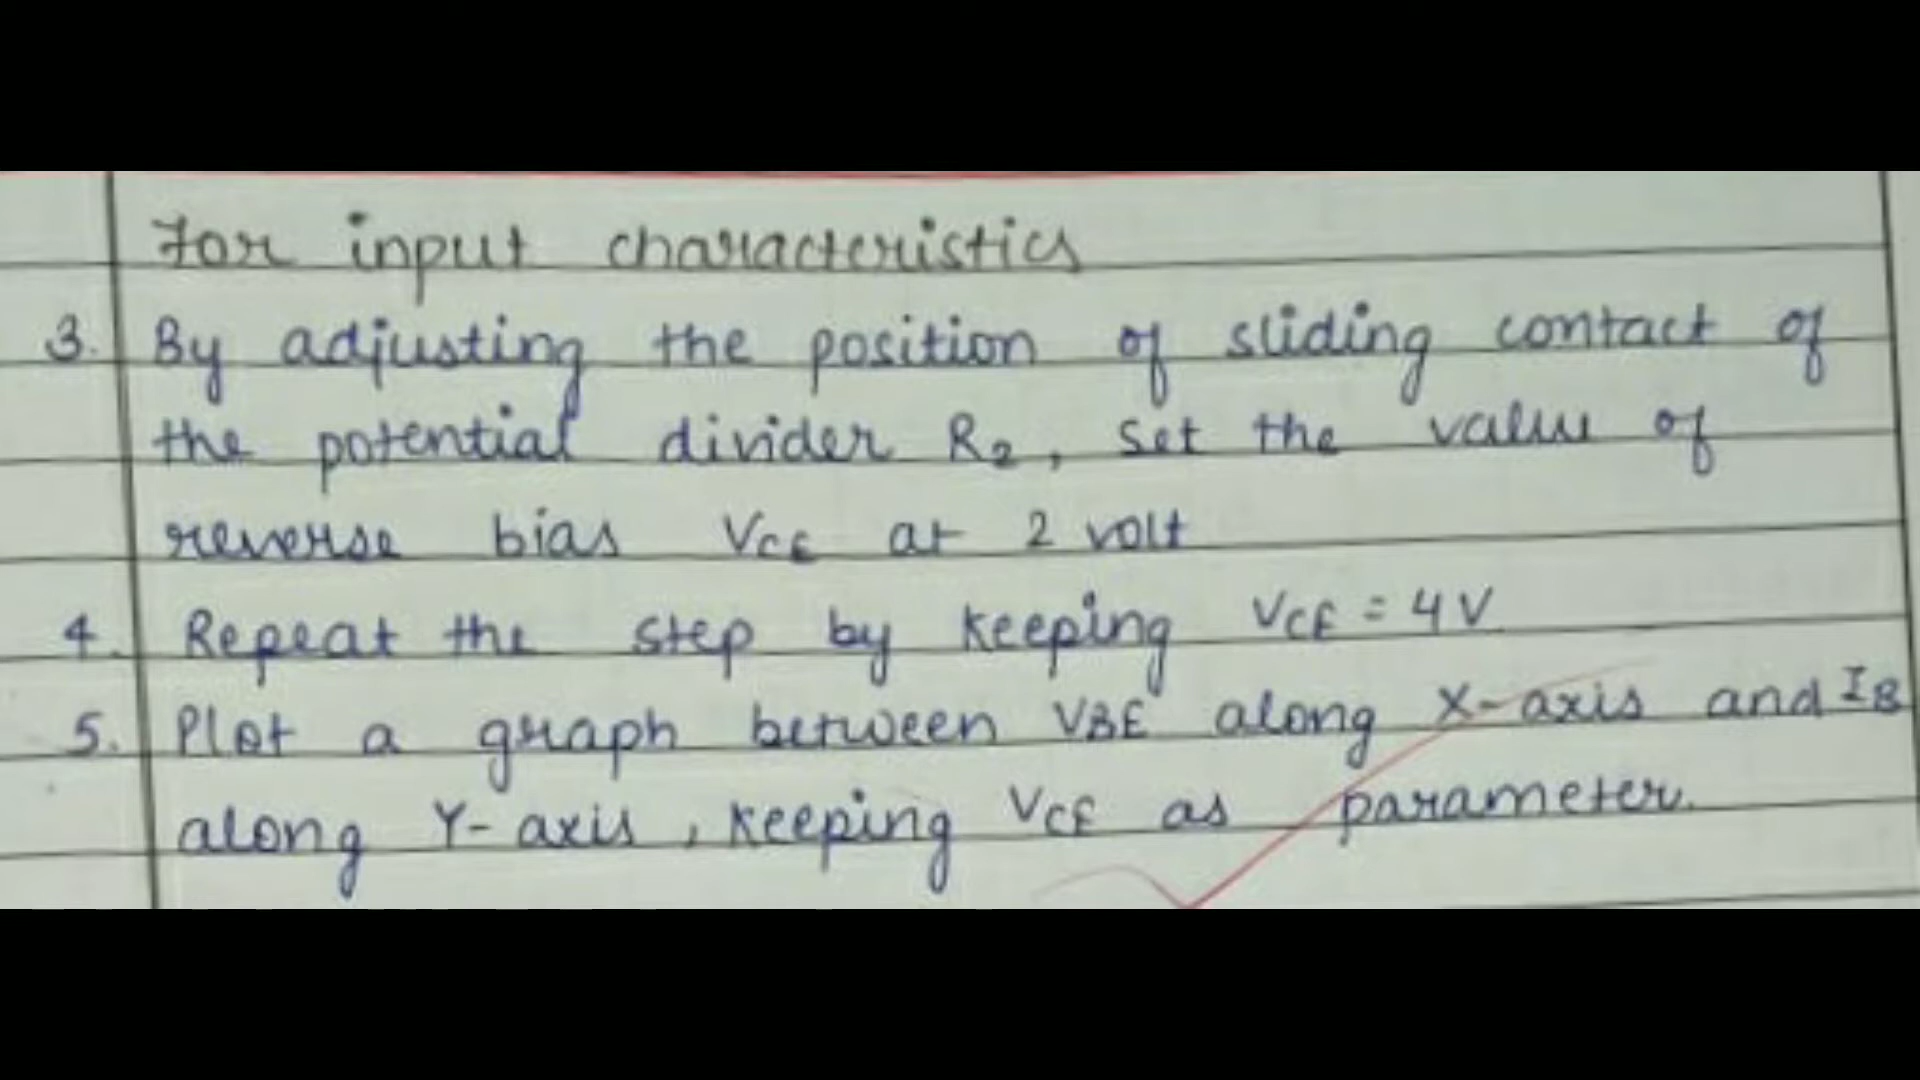 For input characteristics
3. By adjusting the position of sliding contact of
the potential divider R2, Set the value of
reverse bias VCE at 2 volt
4. Repeat the step by keeping VCE = 4V
5. Plot a graph between VBE along X-axis and IB
along Y-axis, keeping VCE as parameter.